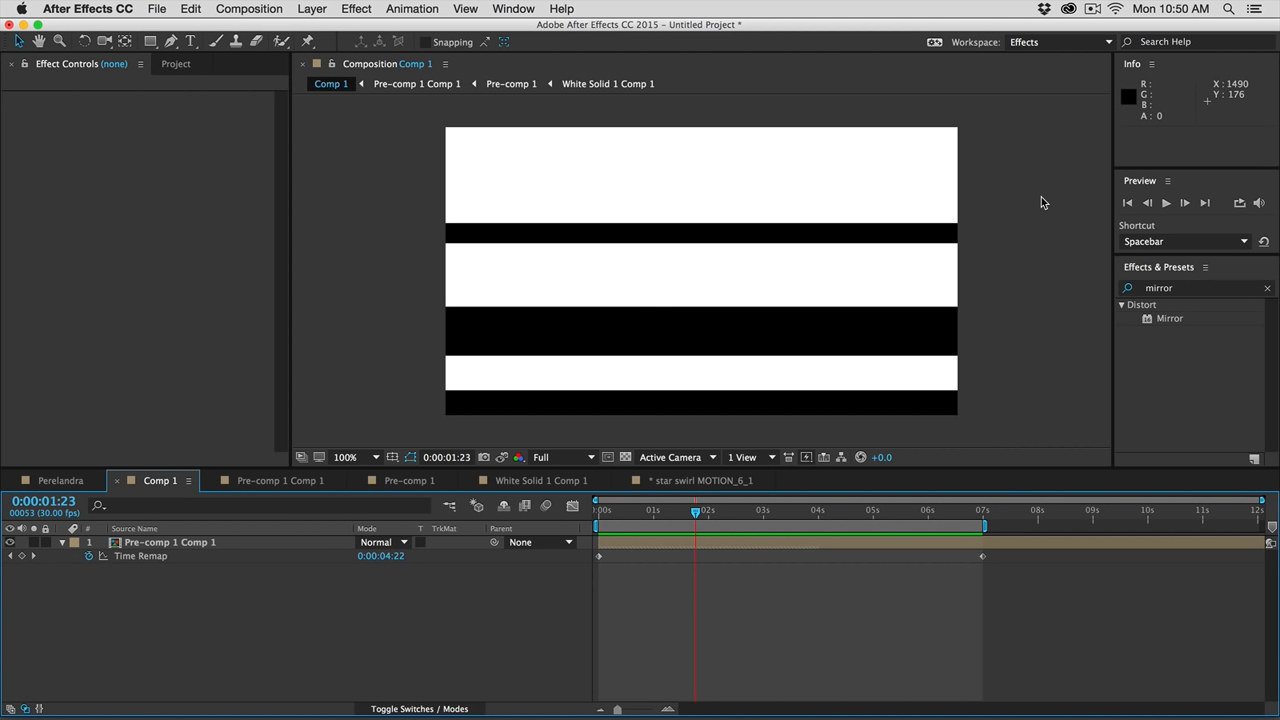 After Effects CC File Edit Composition Layer Effect Animation View Window Help Mon 10:50 AM
Adobe After Effects CC 2015 - Untitled Project *
Snapping Workspace: Effects Search Help
Effect Controls (none) Project Composition Comp 1 Info
Comp 1 Pre-comp 1 Comp 1 Pre-comp 1 White Solid 1 Comp 1
R: X: 1490
G: Y: 176
B:
A: 0
Preview
Shortcut
Spacebar
Effects & Presets
mirror
Distort
Mirror
100% 0:00:01:23 Full Active Camera 1 View +0.0
Perelandra Comp 1 Pre-comp 1 Comp 1 Pre-comp 1 White Solid 1 Comp 1 * star swirl MOTION_6_1
0:00:01:23
00053 (30.00 fps)
:00s 01s 02s 03s 04s 05s 06s 07s 08s 09s 10s 11s 12s
# Source Name Mode T TrkMat Parent
1 Pre-comp 1 Comp 1 Normal None
Time Remap 0:00:04:22
Toggle Switches / Modes